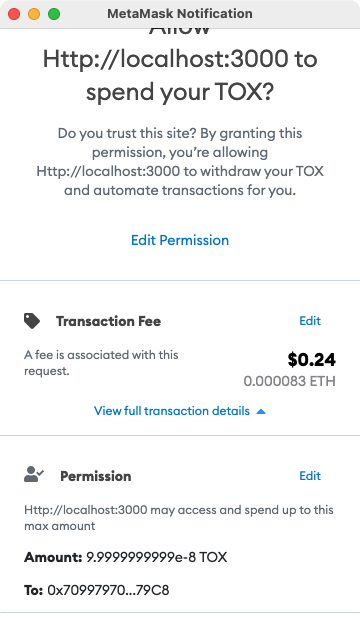 MetaMask Notification
Allow
Http://localhost:3000 to
spend your TOX?
Do you trust this site? By granting this
permission, you’re allowing
Http://localhost:3000 to withdraw your TOX
and automate transactions for you.
Edit Permission
Transaction Fee
Edit
A fee is associated with this
request.
$0.24
0.000083 ETH
View full transaction details
Permission
Edit
Http://localhost:3000 may access and spend up to this
max amount
Amount: 9.9999999999e-8 TOX
To: 0x70997970...79C8